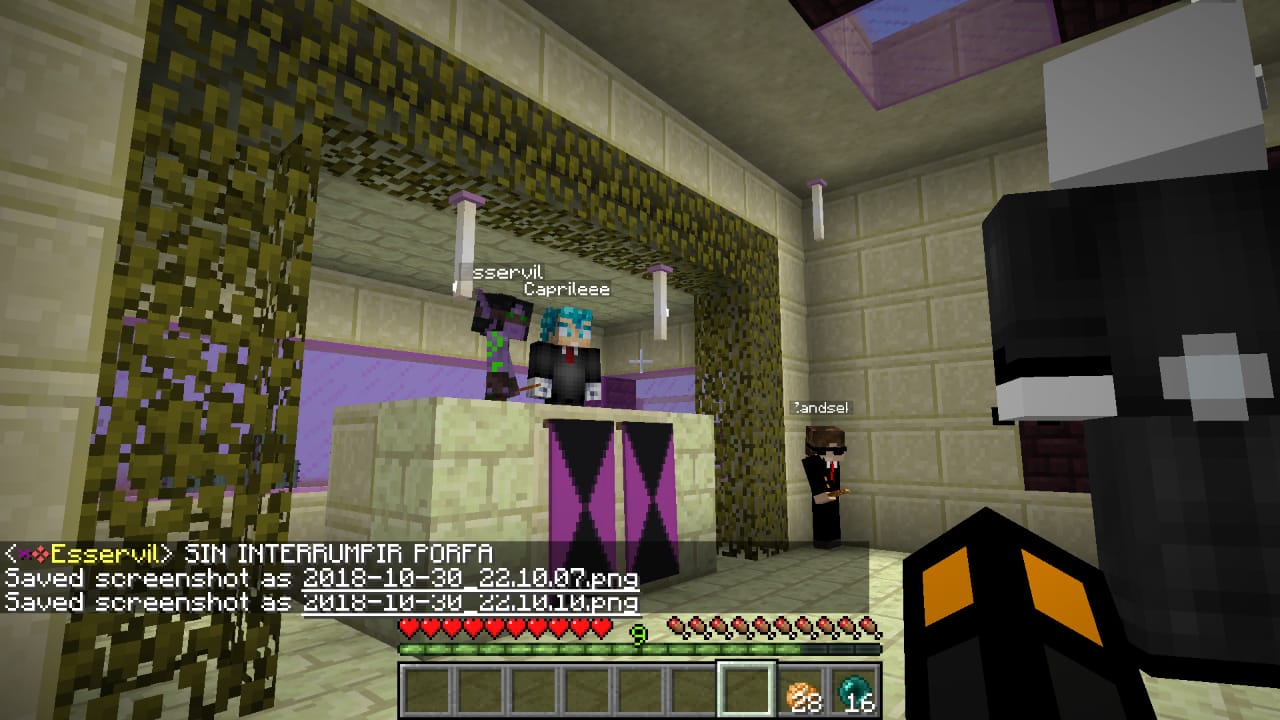 sservil
Caprileee
<Esservil> SIN INTERRUMPIR PORFA
Saved screenshot as 2018-10-30_22.10.07.png
Saved screenshot as 2018-10-30_22.10.10.png
9
28
16